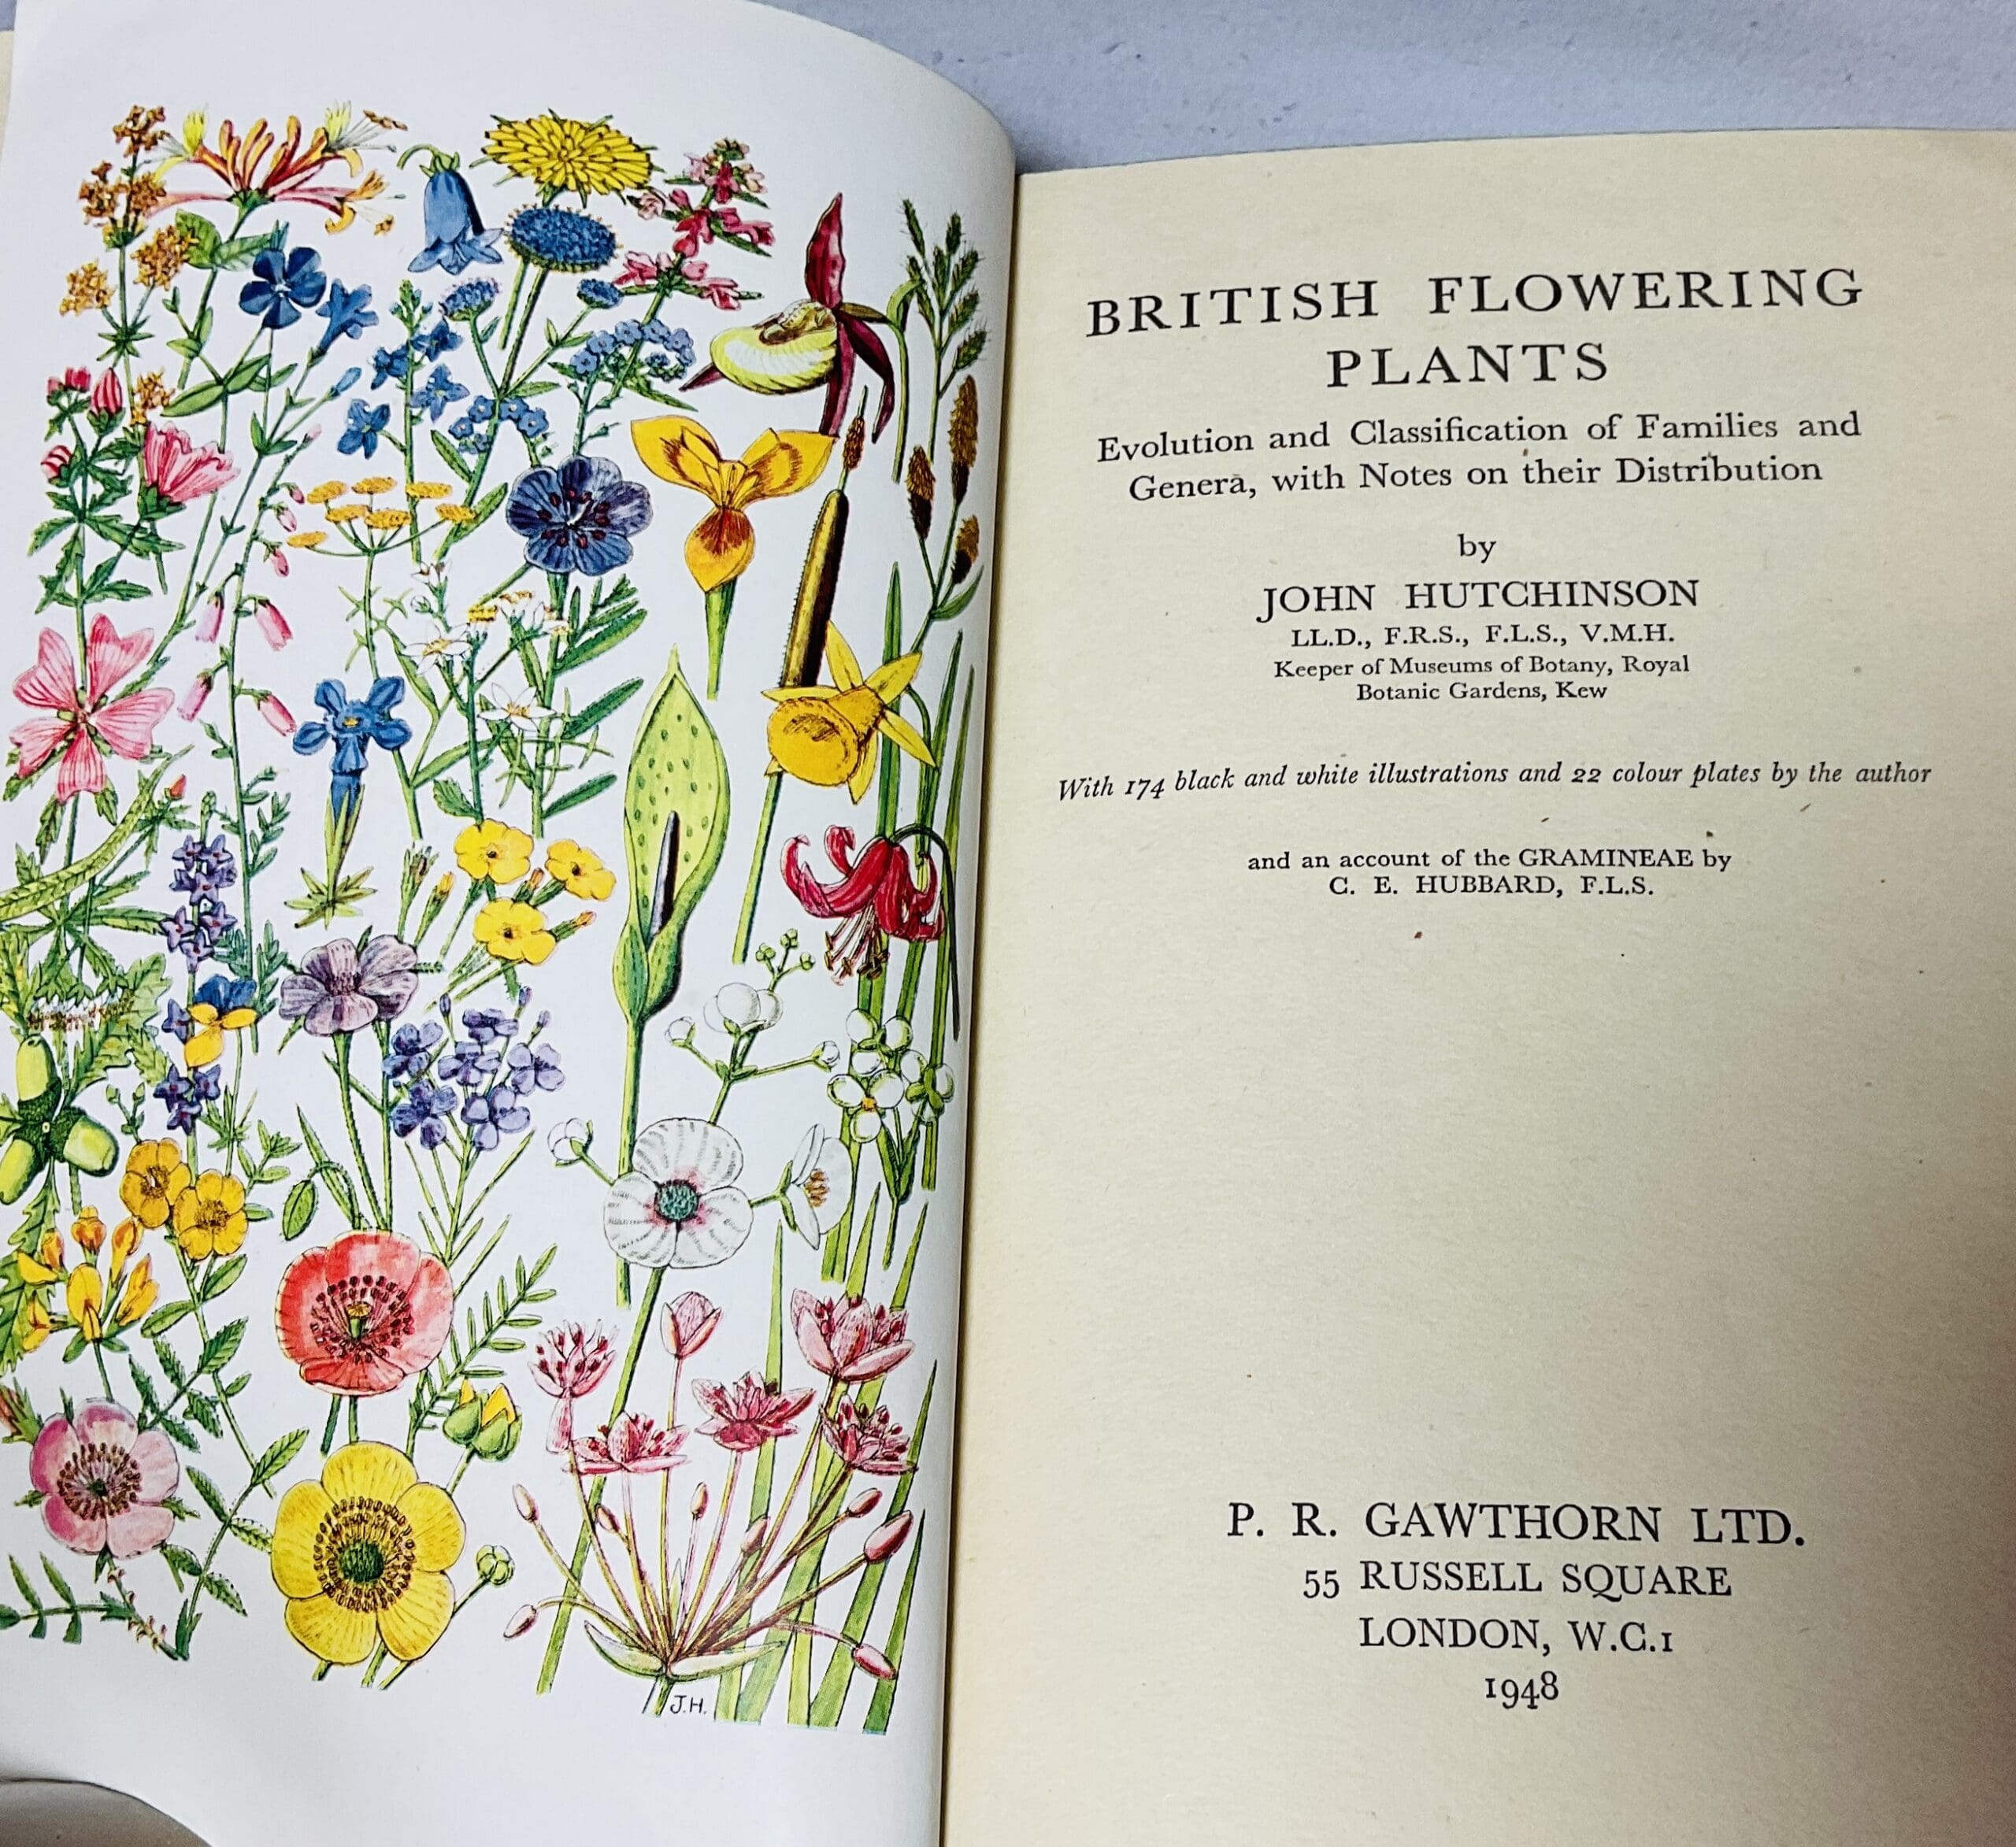 J.H.
BRITISH FLOWERING
PLANTS
Evolution and Classification of Families and
Genera, with Notes on their Distribution
by
JOHN HUTCHINSON
LL.D., F.R.S., F.L.S., V.M.H.
Keeper of Museums of Botany, Royal
Botanic Gardens, Kew
With 174 black and white illustrations and 22 colour plates by the author
and an account of the GRAMINEAE by
C. E. HUBBARD, F.L.S.
P. R. GAWTHORN LTD.
55 RUSSELL SQUARE
LONDON, W.C.1
1948